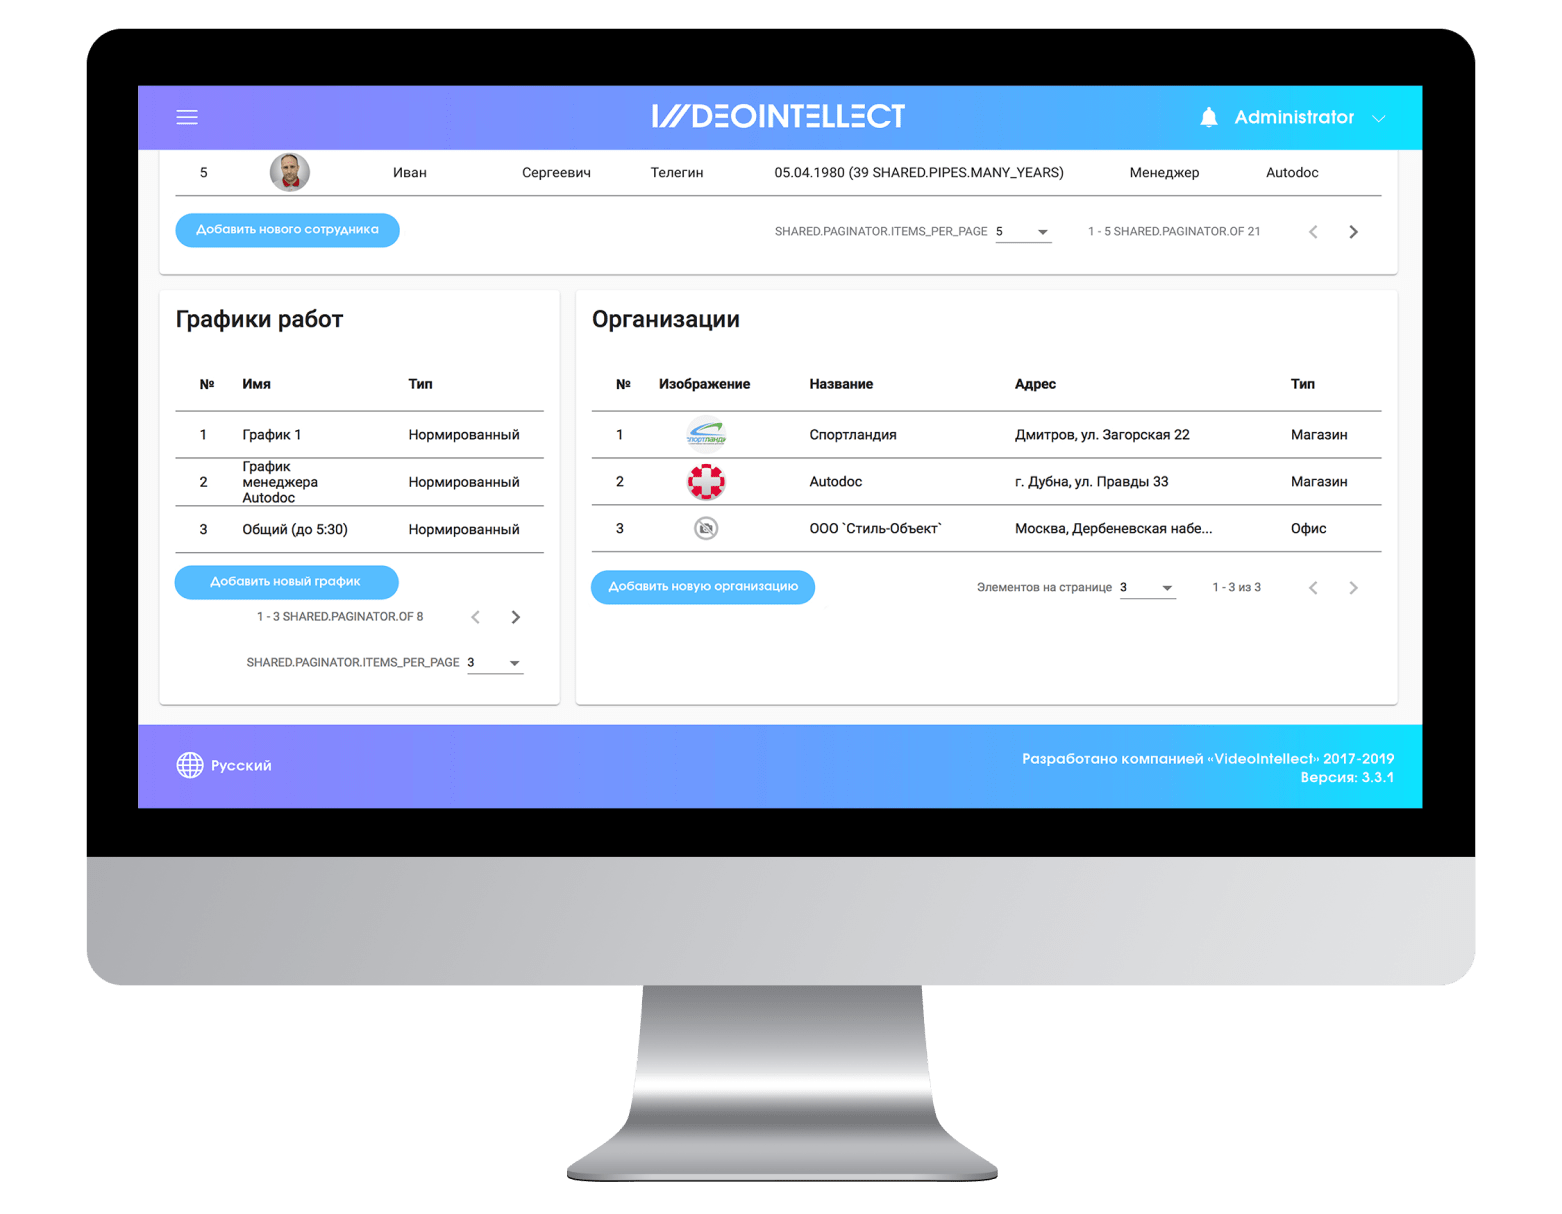 VIDEOINTELLECT
Administrator
5 Иван Сергеевич Телегин 05.04.1980 (39 SHARED.PIPES.MANY_YEARS) Менеджер Autodoc
Добавить нового сотрудника
SHARED.PAGINATOR.ITEMS_PER_PAGE 5 1 - 5 SHARED.PAGINATOR.OF 21
Графики работ
№ Имя Тип
1 График 1 Нормированный
2 График менеджера Autodoc Нормированный
3 Общий (до 5:30) Нормированный
Добавить новый график
1 - 3 SHARED.PAGINATOR.OF 8
SHARED.PAGINATOR.ITEMS_PER_PAGE 3
Организации
№ Изображение Название Адрес Тип
1 Спортландия Дмитров, ул. Загорская 22 Магазин
2 Autodoc г. Дубна, ул. Правды 33 Магазин
3 ООО `Стиль-Объект` Москва, Дербеневская набе... Офис
Добавить новую организацию
Элементов на странице 3 1 - 3 из 3
Русский
Разработано компанией «VideoIntellect» 2017-2019
Версия: 3.3.1